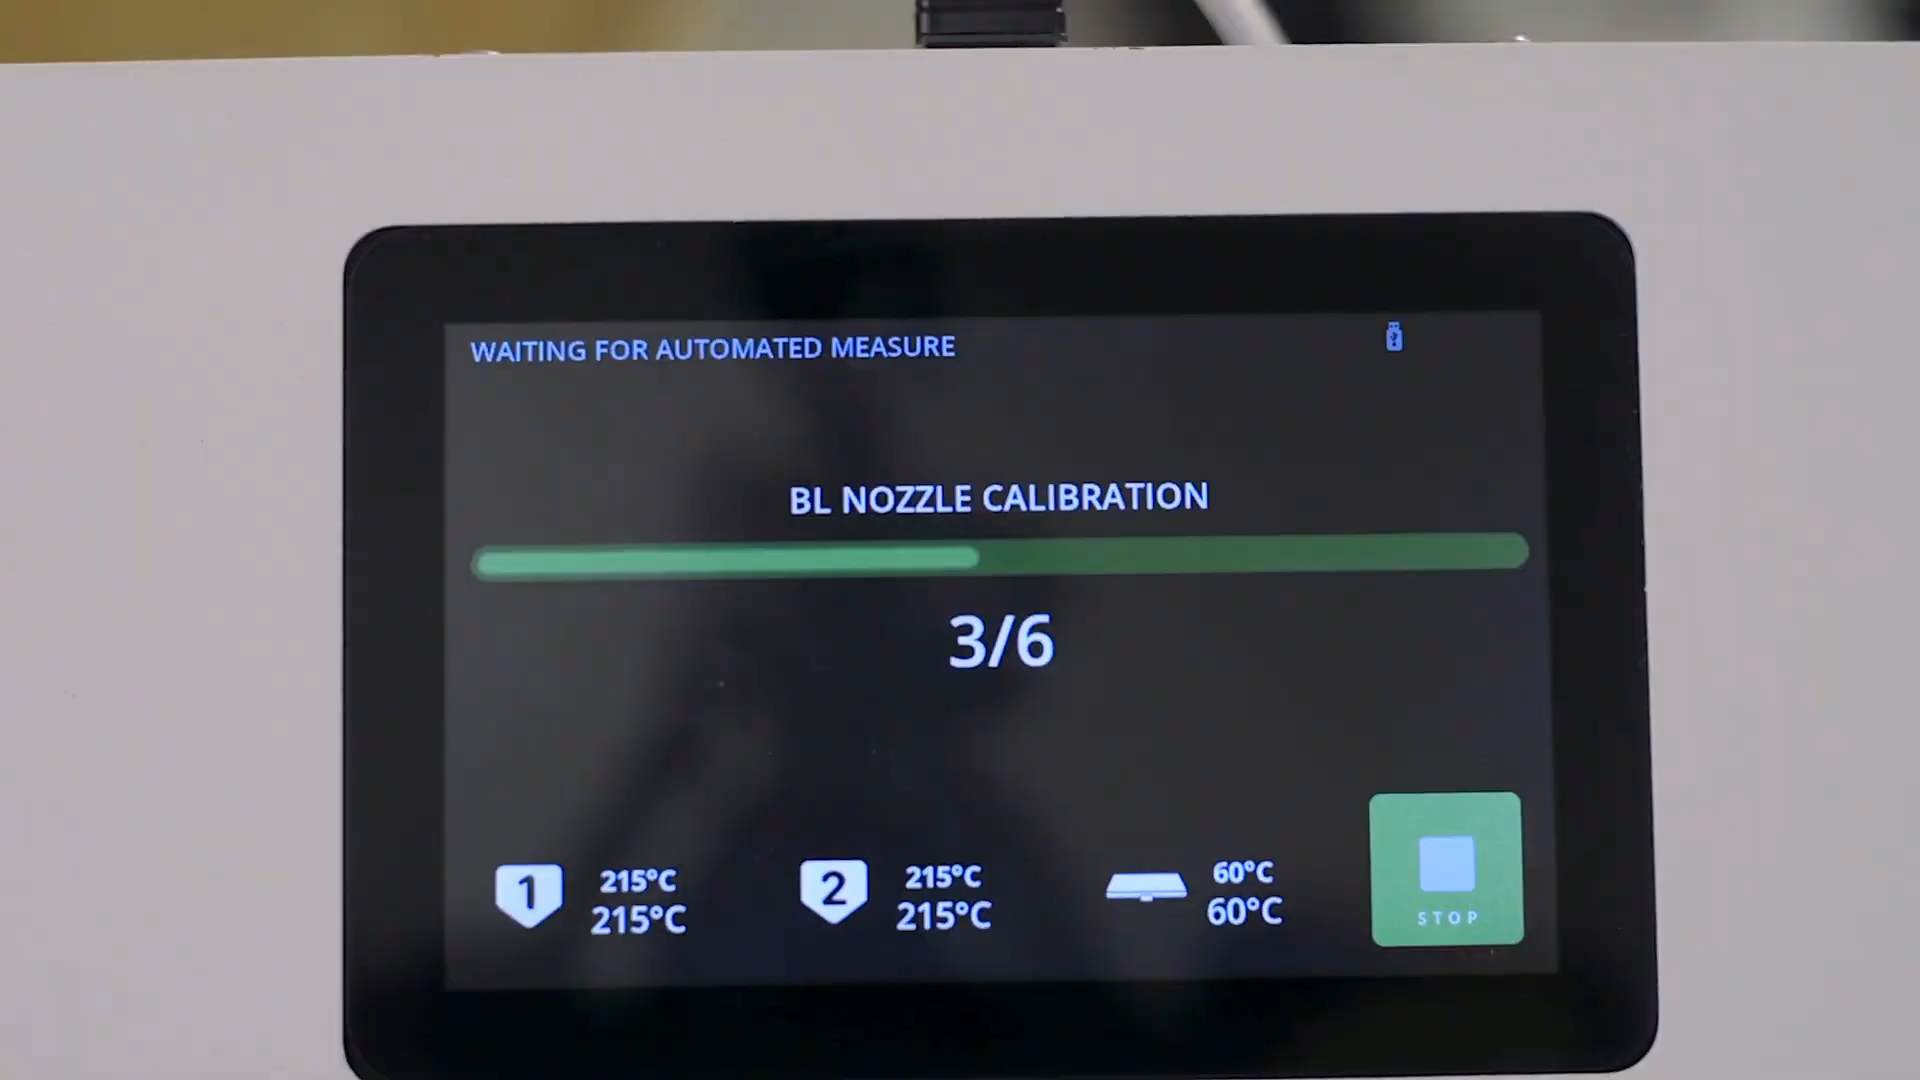 WAITING FOR AUTOMATED MEASURE
BL NOZZLE CALIBRATION
3/6
1 215°C 2 215°C 60°C
215°C 215°C 60°C
STOP